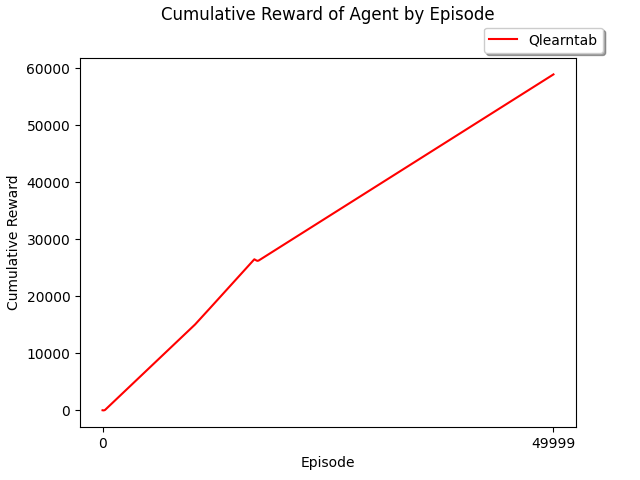 Cumulative Reward of Agent by Episode
Qlearntab
60000
50000
40000
30000
20000
10000
0
Cumulative Reward
0 49999
Episode